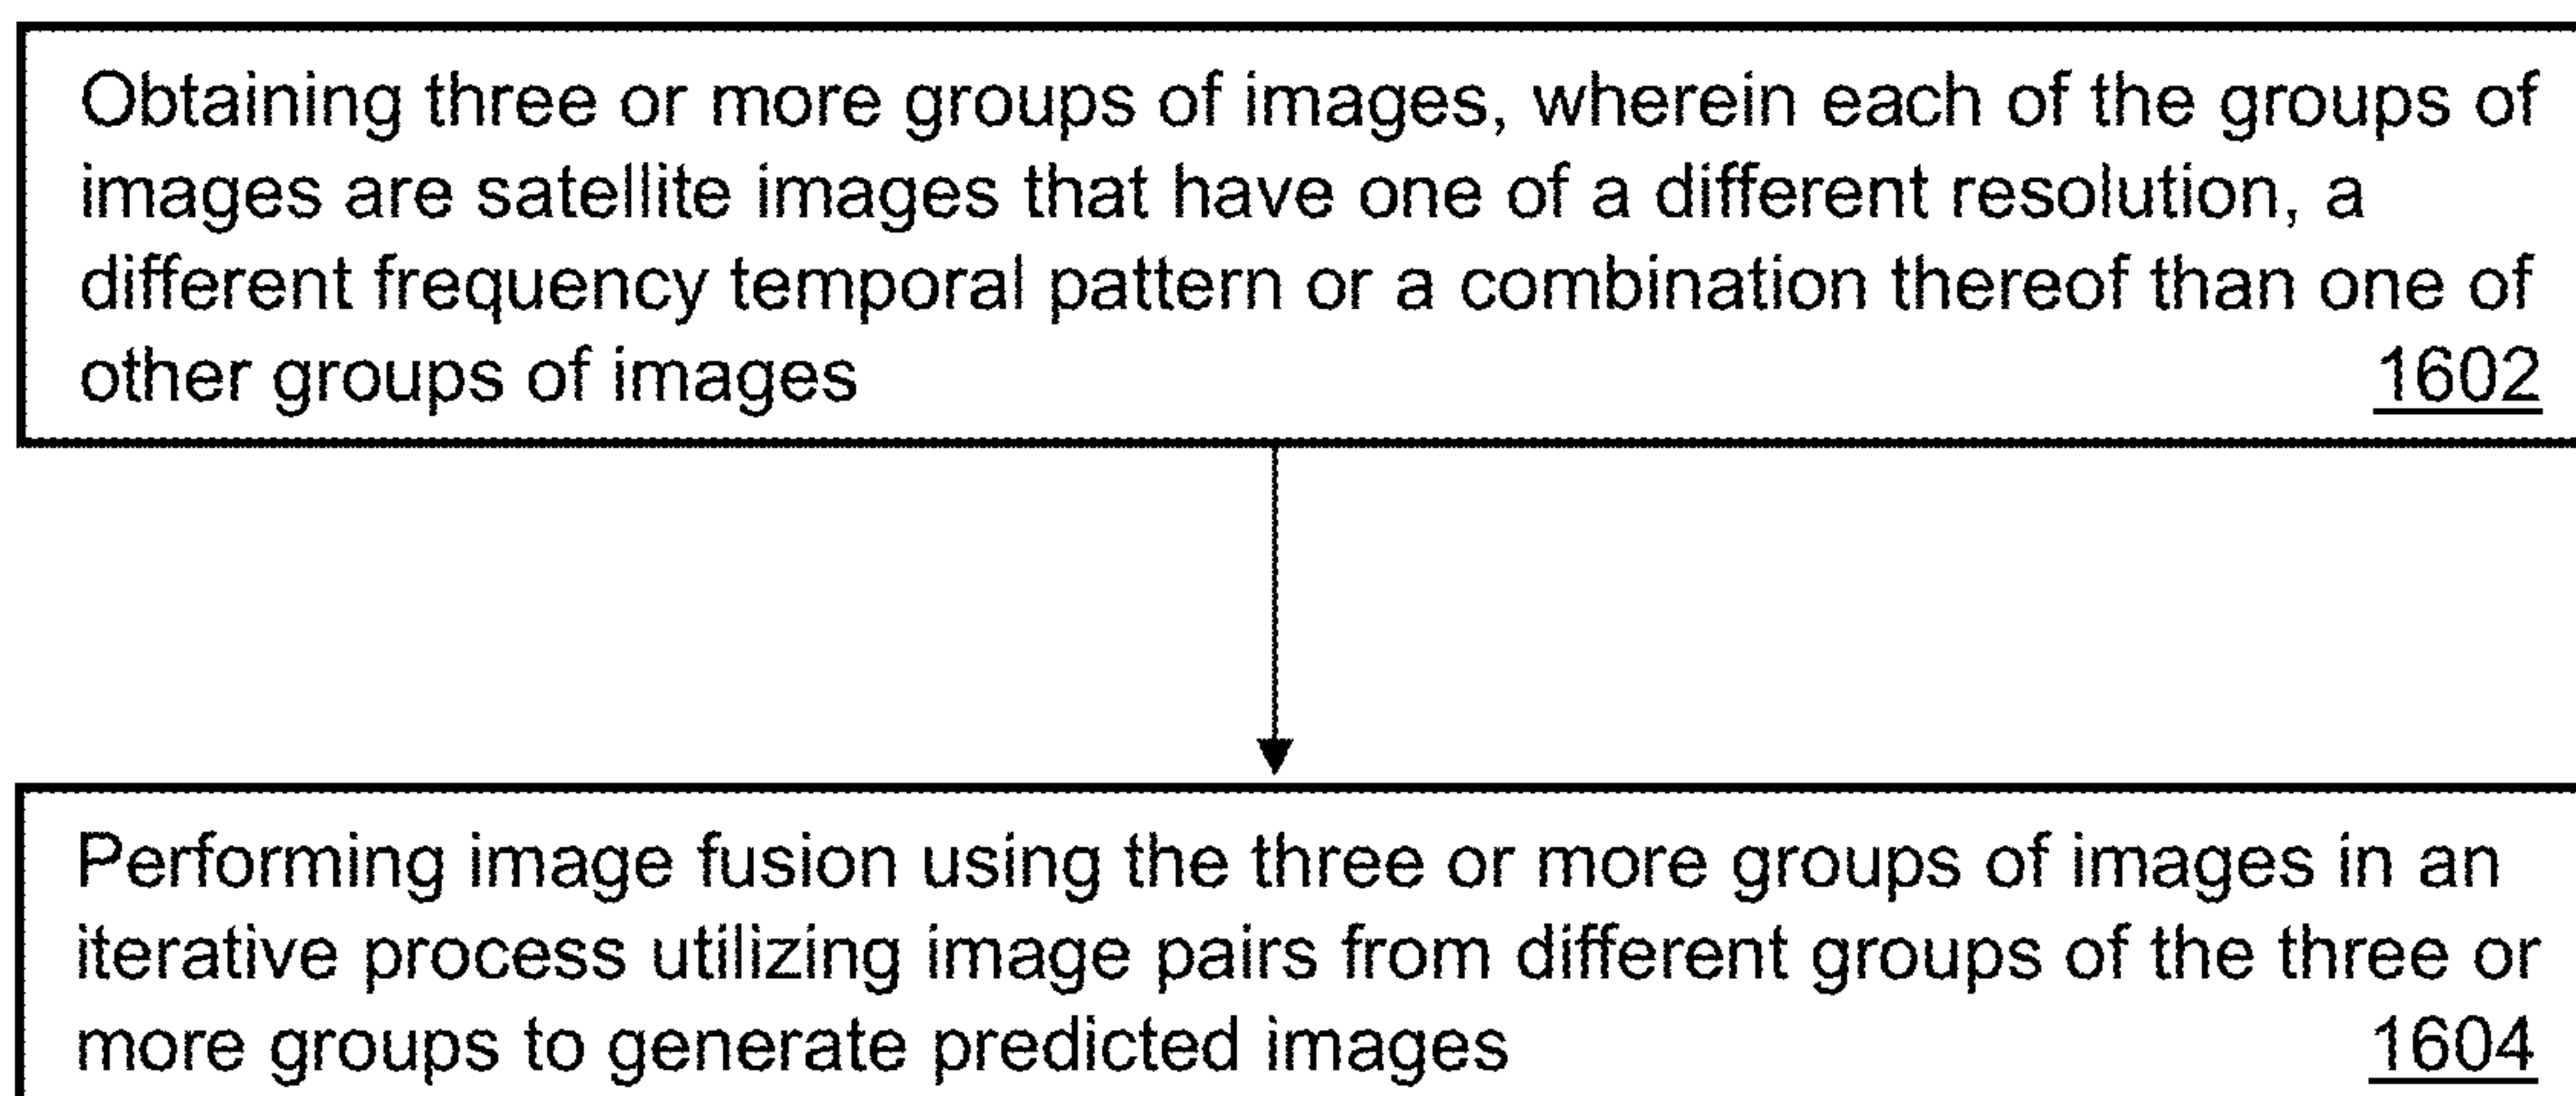 Obtaining three or more groups of images, wherein each of the groups of
images are satellite images that have one of a different resolution, a
different frequency temporal pattern or a combination thereof than one of
other groups of images 1602
Performing image fusion using the three or more groups of images in an
iterative process utilizing image pairs from different groups of the three or
more groups to generate predicted images 1604